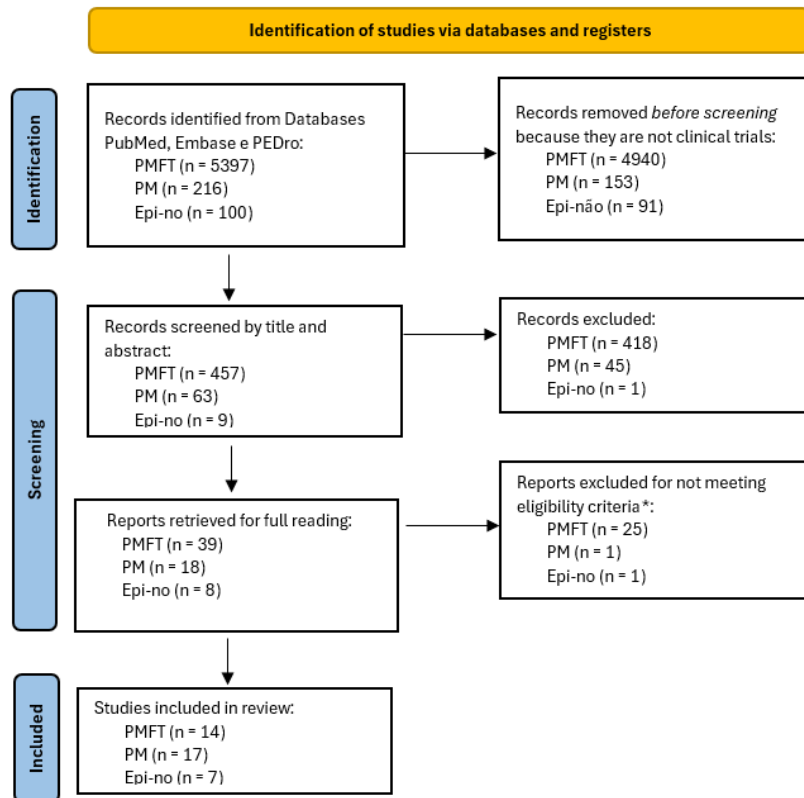 Identification of studies via databases and registers
Identification
Records identified from Databases
PubMed, Embase e PEDro:
PMFT (n = 5397)
PM (n = 216)
Epi-no (n = 100)
Records removed before screening
because they are not clinical trials:
PMFT (n = 4940)
PM (n = 153)
Epi-não (n = 91)
Screening
Records screened by title and
abstract:
PMFT (n = 457)
PM (n = 63)
Epi-no (n = 9)
Records excluded:
PMFT (n = 418)
PM (n = 45)
Epi-no (n = 1)
Reports retrieved for full reading:
PMFT (n = 39)
PM (n = 18)
Epi-no (n = 8)
Reports excluded for not meeting
eligibility criteria*:
PMFT (n = 25)
PM (n = 1)
Epi-no (n = 1)
Included
Studies included in review:
PMFT (n = 14)
PM (n = 17)
Epi-no (n = 7)